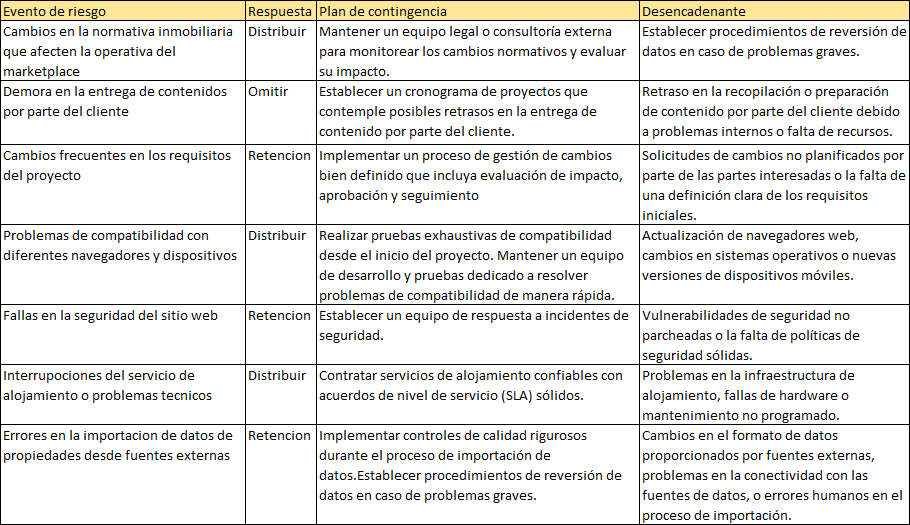 Evento de riesgo
Respuesta
Plan de contingencia
Desencadenante
Cambios en la normativa inmobiliaria
que afecten la operativa del
marketplace
Distribuir
Mantener un equipo legal o consultoría externa
para monitorear los cambios normativos y evaluar
su impacto.
Establecer procedimientos de reversión de
datos en caso de problemas graves.
Demora en la entrega de contenidos
por parte del cliente
Omitir
Establecer un cronograma de proyectos que
contemple posibles retrasos en la entrega de
contenido por parte del cliente.
Retraso en la recopilación o preparación
de contenido por parte del cliente debido
a problemas internos o falta de recursos.
Cambios frecuentes en los requisitos
del proyecto
Retencion
Implementar un proceso de gestión de cambios
bien definido que incluya evaluación de impacto,
aprobación y seguimiento
Solicitudes de cambios no planificados por
parte de las partes interesadas o la falta de
una definición clara de los requisitos
iniciales.
Problemas de compatibilidad con
diferentes navegadores y dispositivos
Distribuir
Realizar pruebas exhaustivas de compatibilidad
desde el inicio del proyecto. Mantener un equipo
de desarrollo y pruebas dedicado a resolver
problemas de compatibilidad de manera rápida.
Actualización de navegadores web,
cambios en sistemas operativos o nuevas
versiones de dispositivos móviles.
Fallas en la seguridad del sitio web
Retencion
Establecer un equipo de respuesta a incidentes de
seguridad.
Vulnerabilidades de seguridad no
parcheadas o la falta de políticas de
seguridad sólidas.
Interrupociones del servicio de
alojamiento o problemas tecnicos
Distribuir
Contratar servicios de alojamiento confiables con
acuerdos de nivel de servicio (SLA) sólidos.
Problemas en la infraestructura de
alojamiento, fallas de hardware o
mantenimiento no programado.
Errores en la importacion de datos de
propiedades desde fuentes externas
Retencion
Implementar controles de calidad rigurosos
durante el proceso de importación de
datos.Establecer procedimientos de reversión de
datos en caso de problemas graves.
Cambios en el formato de datos
proporcionados por fuentes externas,
problemas en la conectividad con las
fuentes de datos, o errores humanos en el
proceso de importación.